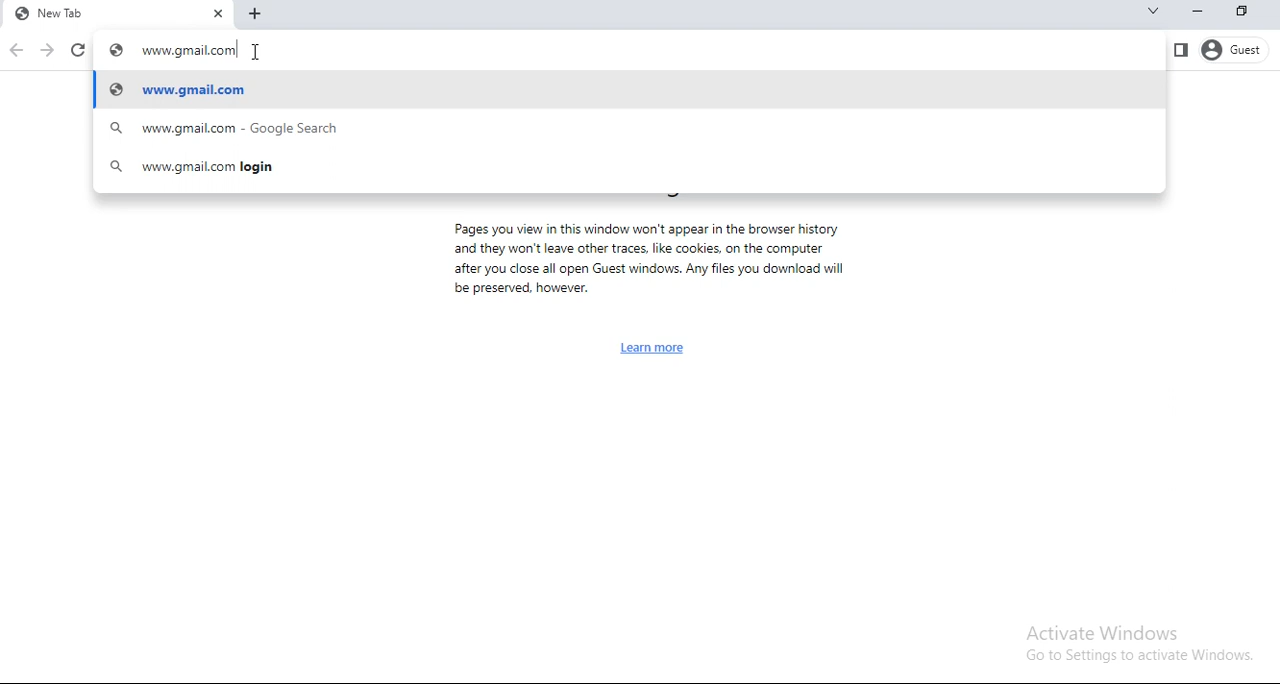 New Tab
www.gmail.com
Guest
www.gmail.com
www.gmail.com - Google Search
www.gmail.com login
Pages you view in this window won't appear in the browser history
and they won't leave other traces, like cookies, on the computer
after you close all open Guest windows. Any files you download will
be preserved, however.
Learn more
Activate Windows
Go to Settings to activate Windows.